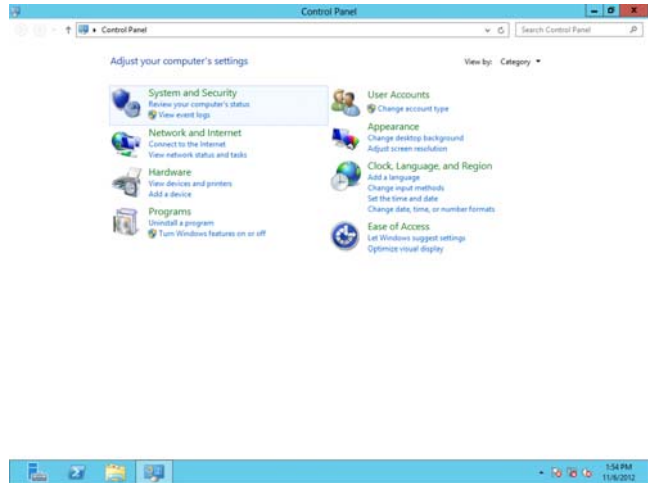 Control Panel
Control Panel
Search Control Panel
Adjust your computer's settings
View by: Category
System and Security
Review your computer's status
View event logs
Network and Internet
Connect to the Internet
View network status and tasks
Hardware
View devices and printers
Add a device
Programs
Uninstall a program
Turn Windows features on or off
User Accounts
Change account type
Appearance
Change desktop background
Adjust screen resolution
Clock, Language, and Region
Add a language
Change input methods
Set the time and date
Change date, time, or number formats
Ease of Access
Let Windows suggest settings
Optimize visual display
1:54 PM
11/6/2012